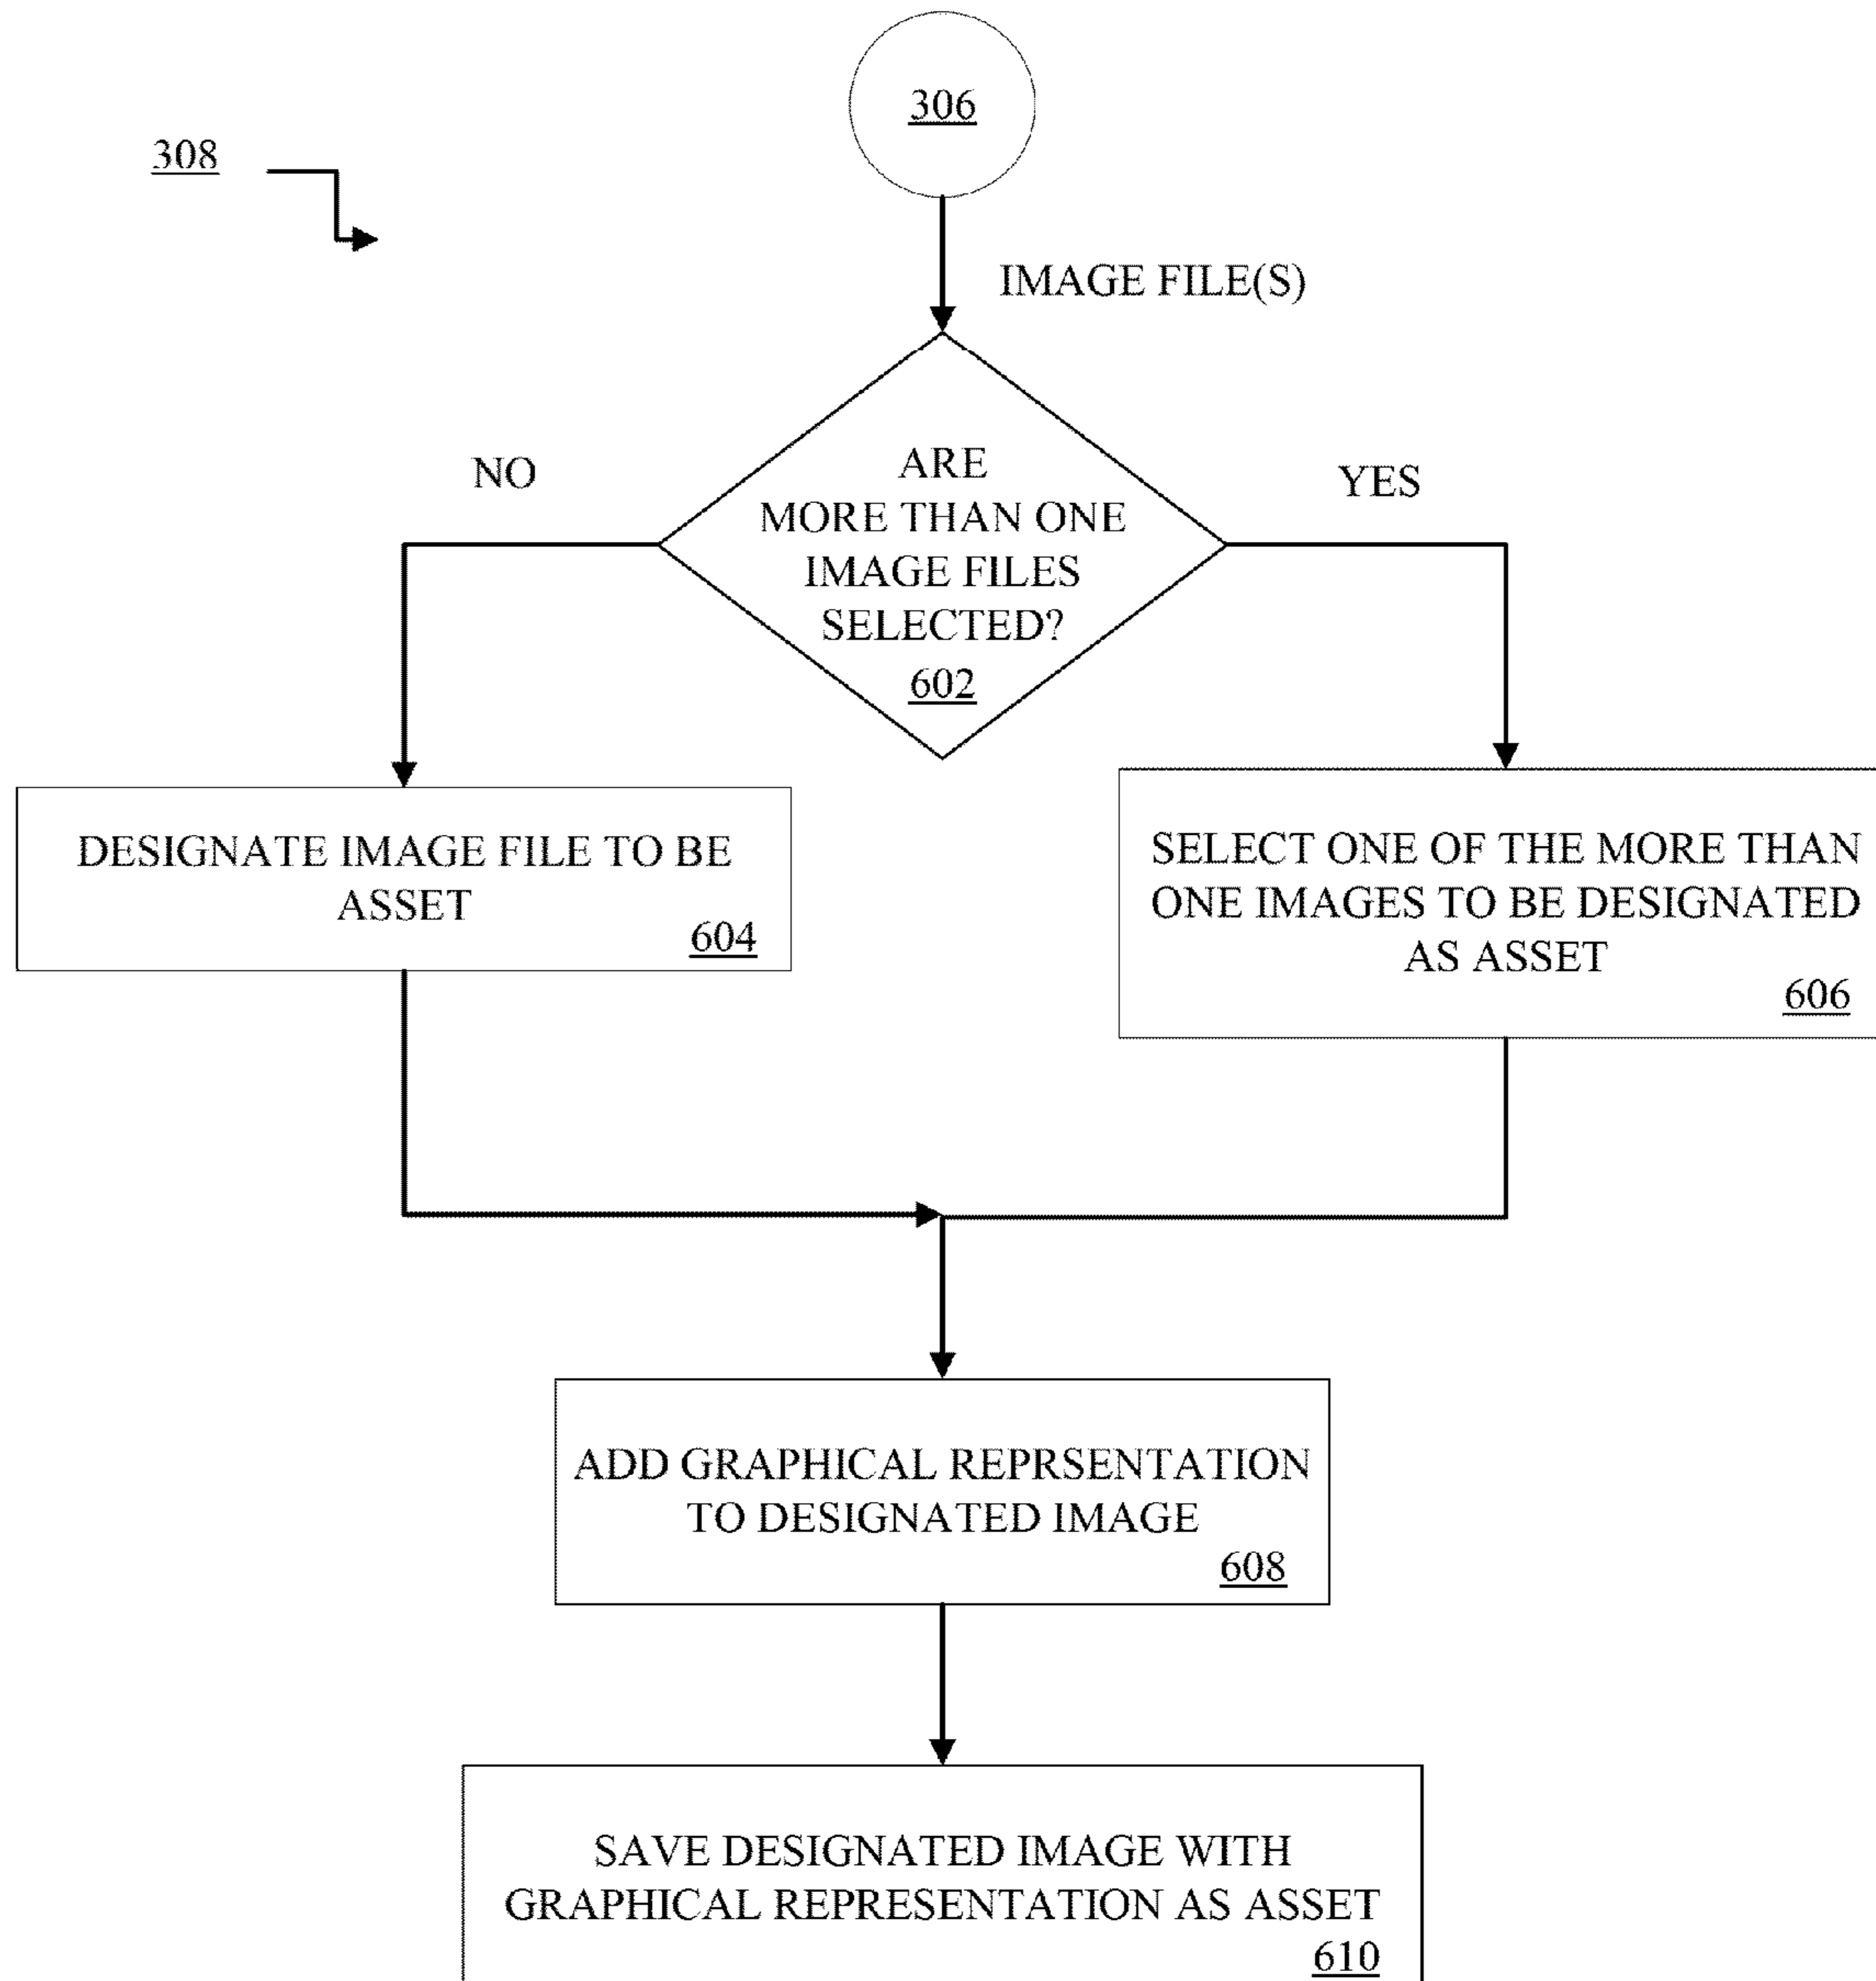 306
308
IMAGE FILE(S)
NO
YES
ARE
MORE THAN ONE
IMAGE FILES
SELECTED?
602
DESIGNATE IMAGE FILE TO BE
ASSET
604
SELECT ONE OF THE MORE THAN
ONE IMAGES TO BE DESIGNATED
AS ASSET
606
ADD GRAPHICAL REPRSENTATION
TO DESIGNATED IMAGE
608
SAVE DESIGNATED IMAGE WITH
GRAPHICAL REPRESENTATION AS ASSET
610